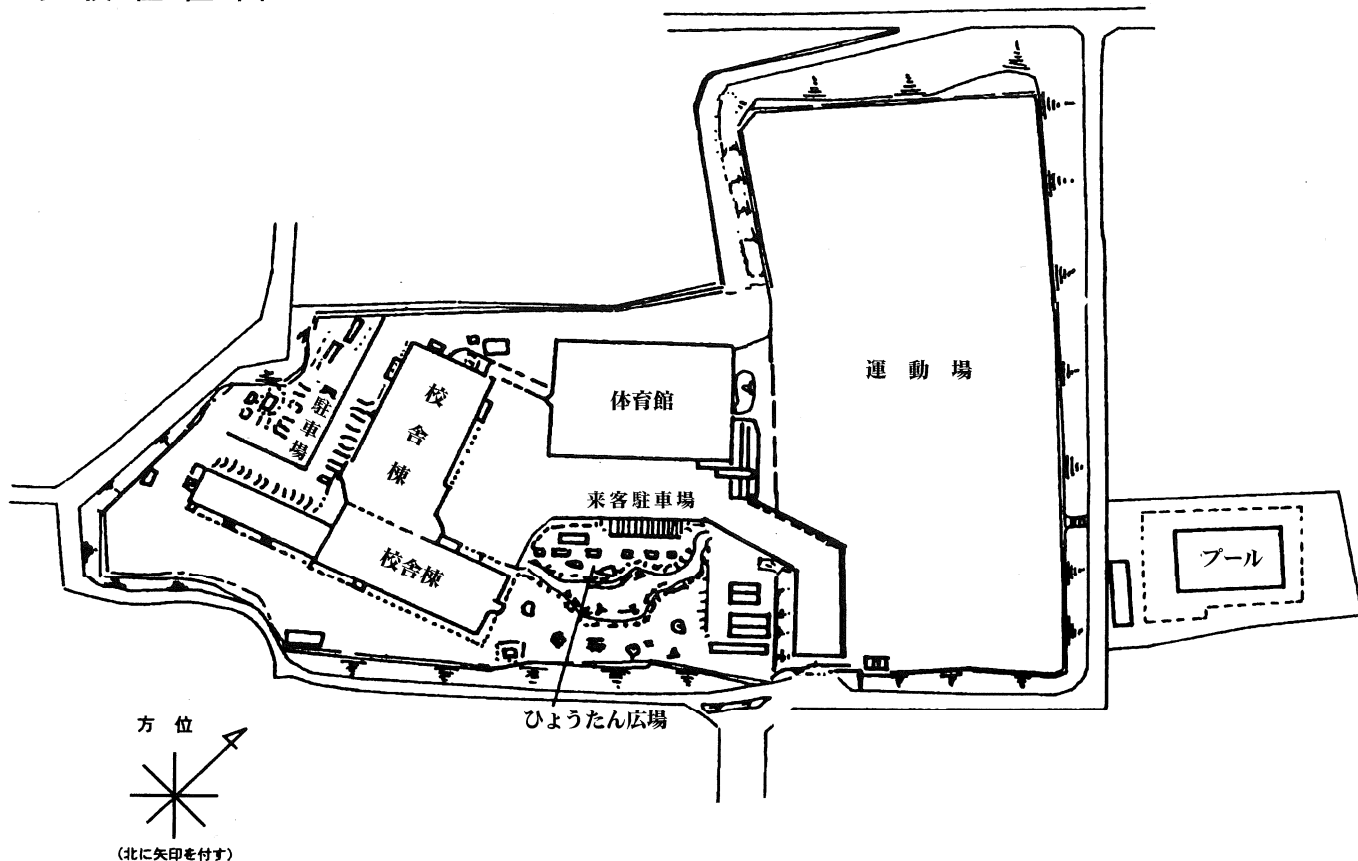 運動場
体育館
校舎棟
駐車場
来客駐車場
校舎棟
プール
ひょうたん広場
方位
(北に矢印を付す)